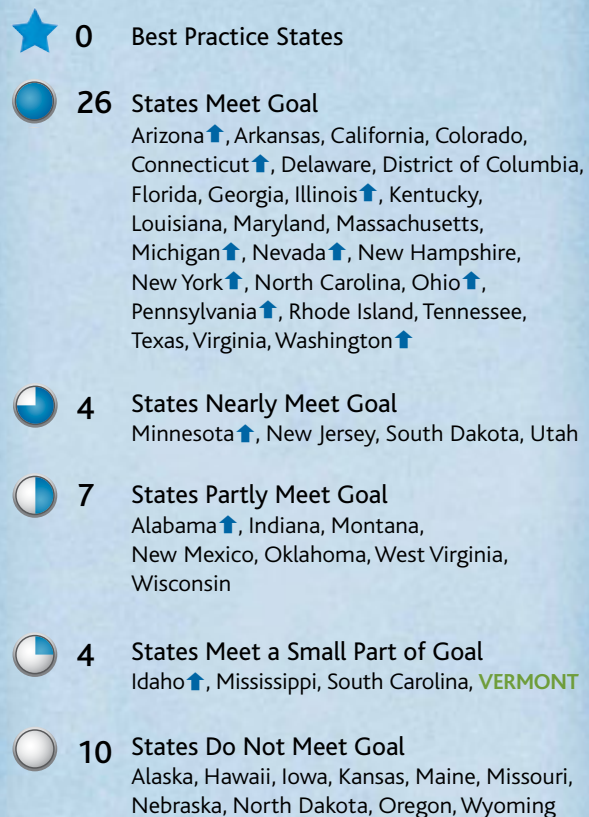 0 Best Practice States
26 States Meet Goal
Arizona⬆, Arkansas, California, Colorado,
Connecticut⬆, Delaware, District of Columbia,
Florida, Georgia, Illinois⬆, Kentucky,
Louisiana, Maryland, Massachusetts,
Michigan⬆, Nevada⬆, New Hampshire,
New York⬆, North Carolina, Ohio⬆,
Pennsylvania⬆, Rhode Island, Tennessee,
Texas, Virginia, Washington⬆
4 States Nearly Meet Goal
Minnesota⬆, New Jersey, South Dakota, Utah
7 States Partly Meet Goal
Alabama⬆, Indiana, Montana,
New Mexico, Oklahoma, West Virginia,
Wisconsin
4 States Meet a Small Part of Goal
Idaho⬆, Mississippi, South Carolina, VERMONT
10 States Do Not Meet Goal
Alaska, Hawaii, Iowa, Kansas, Maine, Missouri,
Nebraska, North Dakota, Oregon, Wyoming